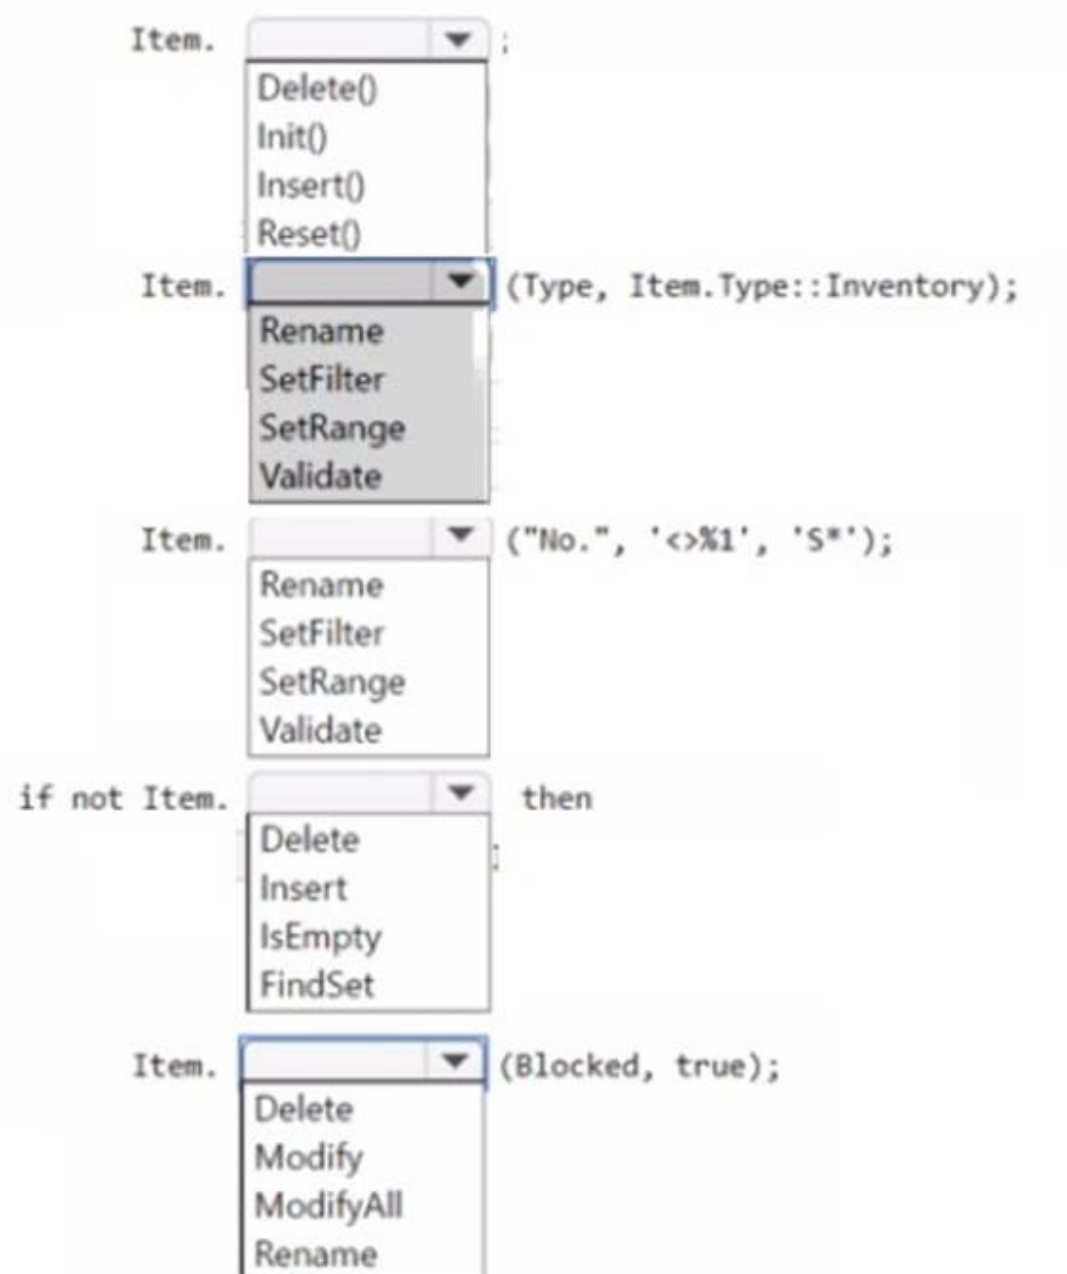 Item. ;
Delete()
Init()
Insert()
Reset()
Item. (Type, Item.Type::Inventory);
Rename
SetFilter
SetRange
Validate
Item. ("No.", '<>%1', 'S*');
Rename
SetFilter
SetRange
Validate
if not Item. then
Delete
Insert
IsEmpty
FindSet
Item. (Blocked, true);
Delete
Modify
ModifyAll
Rename